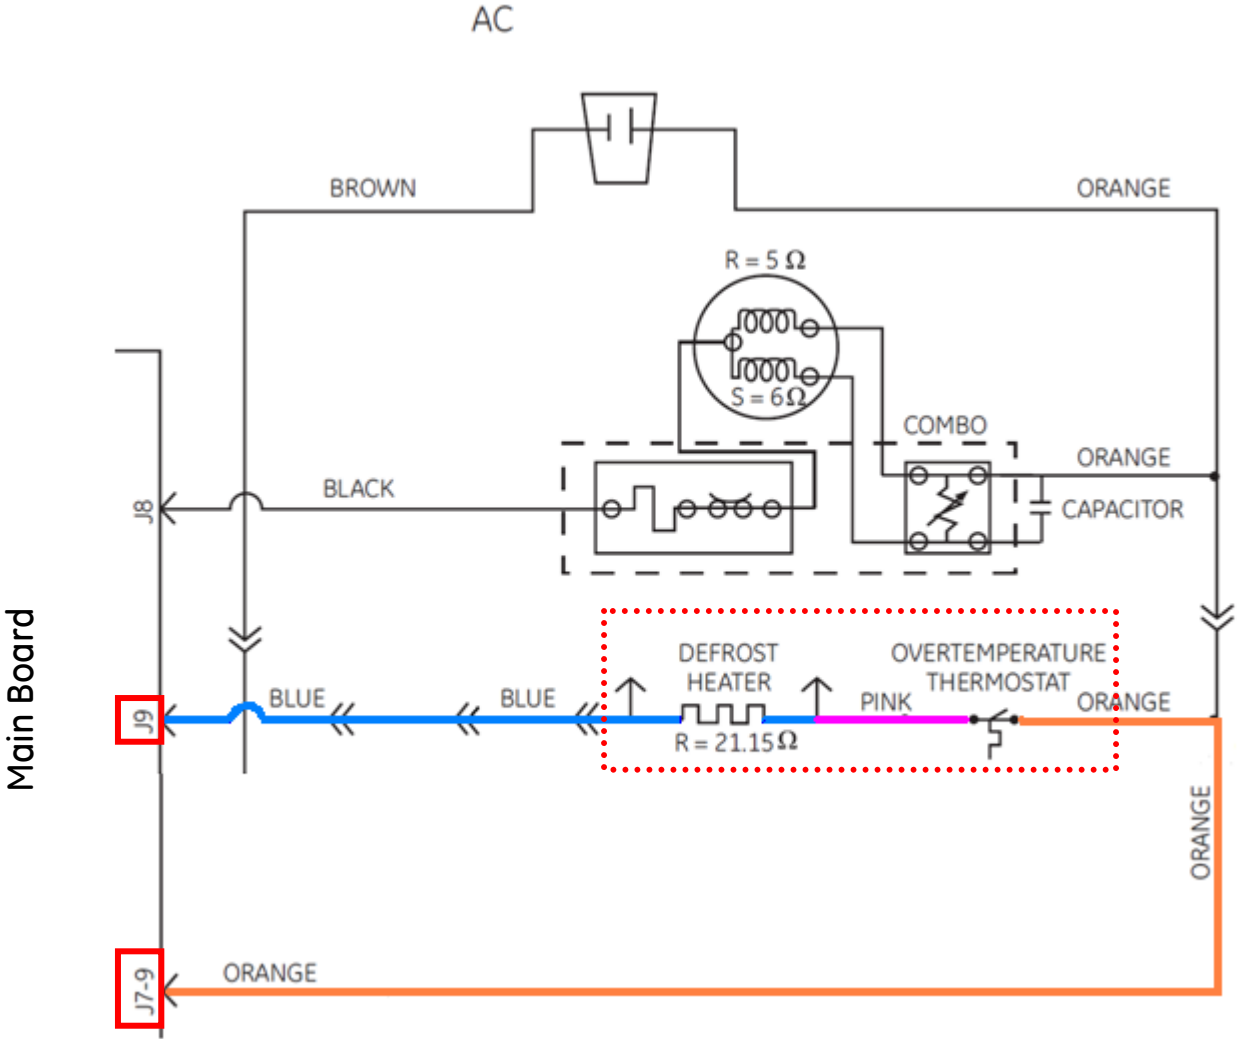 AC
BROWN
ORANGE
R = 5 Ω
S = 6Ω
COMBO
ORANGE
CAPACITOR
BLACK
J8
Main Board
DEFROST
HEATER
OVERTEMPERATURE
THERMOSTAT
BLUE
BLUE
PINK
ORANGE
J9
R = 21.15Ω
ORANGE
ORANGE
J7-9